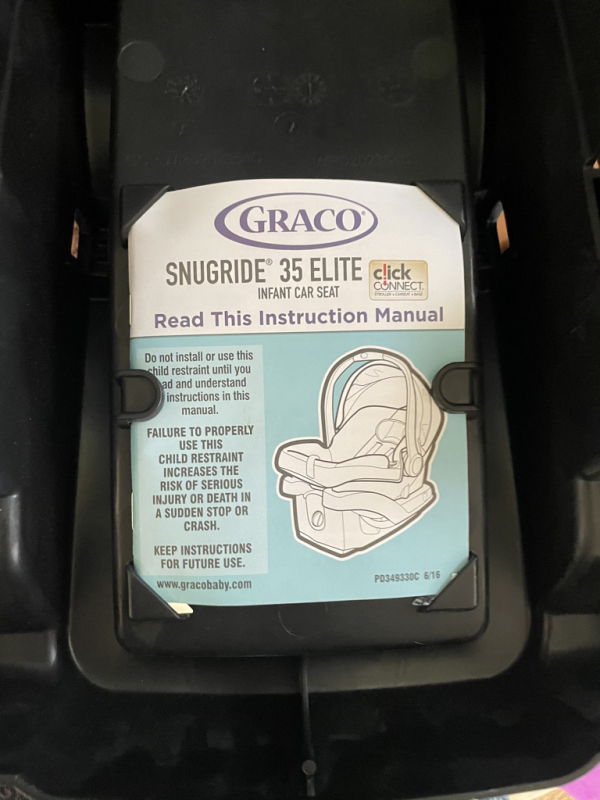 GRACO®
SNUGRIDE® 35 ELITE
INFANT CAR SEAT
click
CONNECT
Read This Instruction Manual
Do not install or use this
child restraint until you
ad and understand
instructions in this
manual.
FAILURE TO PROPERLY
USE THIS
CHILD RESTRAINT
INCREASES THE
RISK OF SERIOUS
INJURY OR DEATH IN
A SUDDEN STOP OR
CRASH.
KEEP INSTRUCTIONS
FOR FUTURE USE.
www.gracobaby.com
PD349330C 6/16